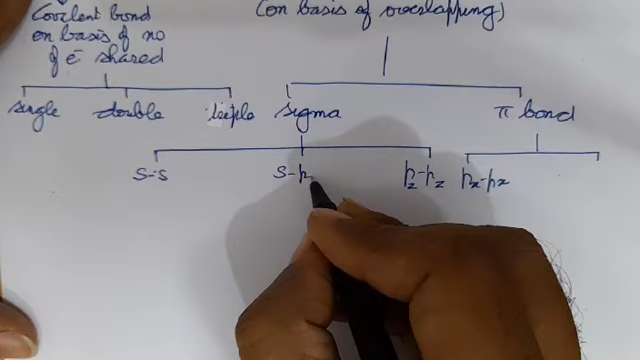 Covelent bond
on basis of no
of e⁻ shared
single double triple
(on basis of overlapping)
sigma π bond
s-s s-p pz-pz px-px